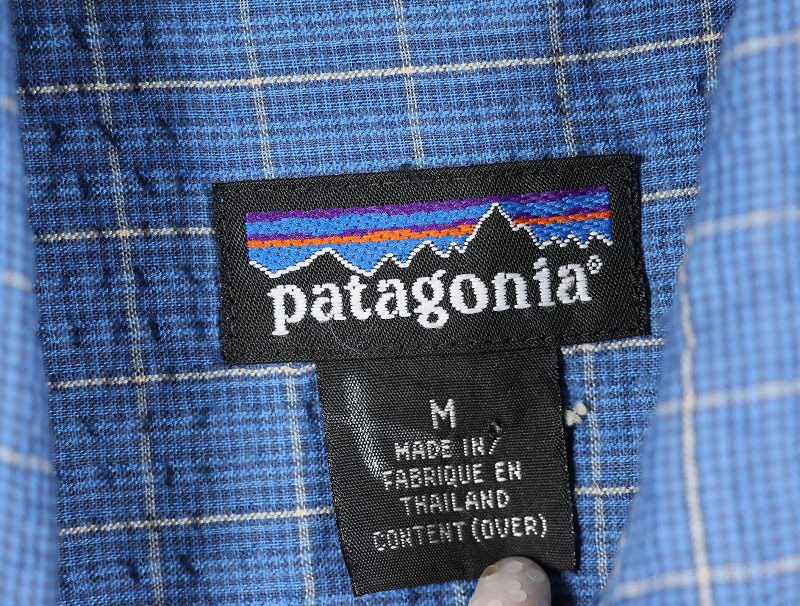 patagonia®
M
MADE IN/
FABRIQUE EN
THAILAND
CONTENT (OVER)